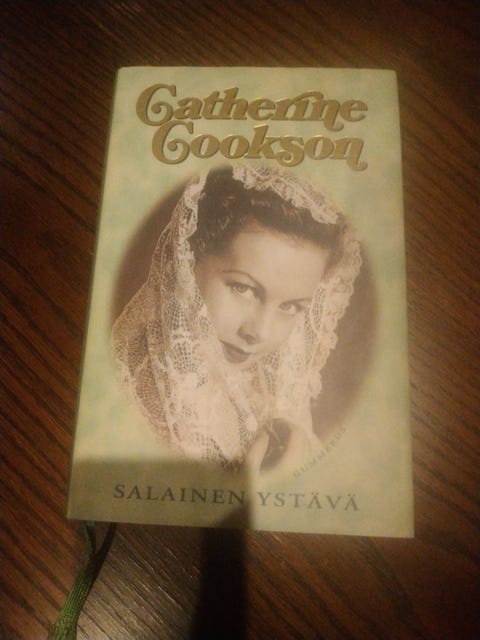 Catherine
Cookson
GUMMERUS
SALAINEN YSTÄVÄ